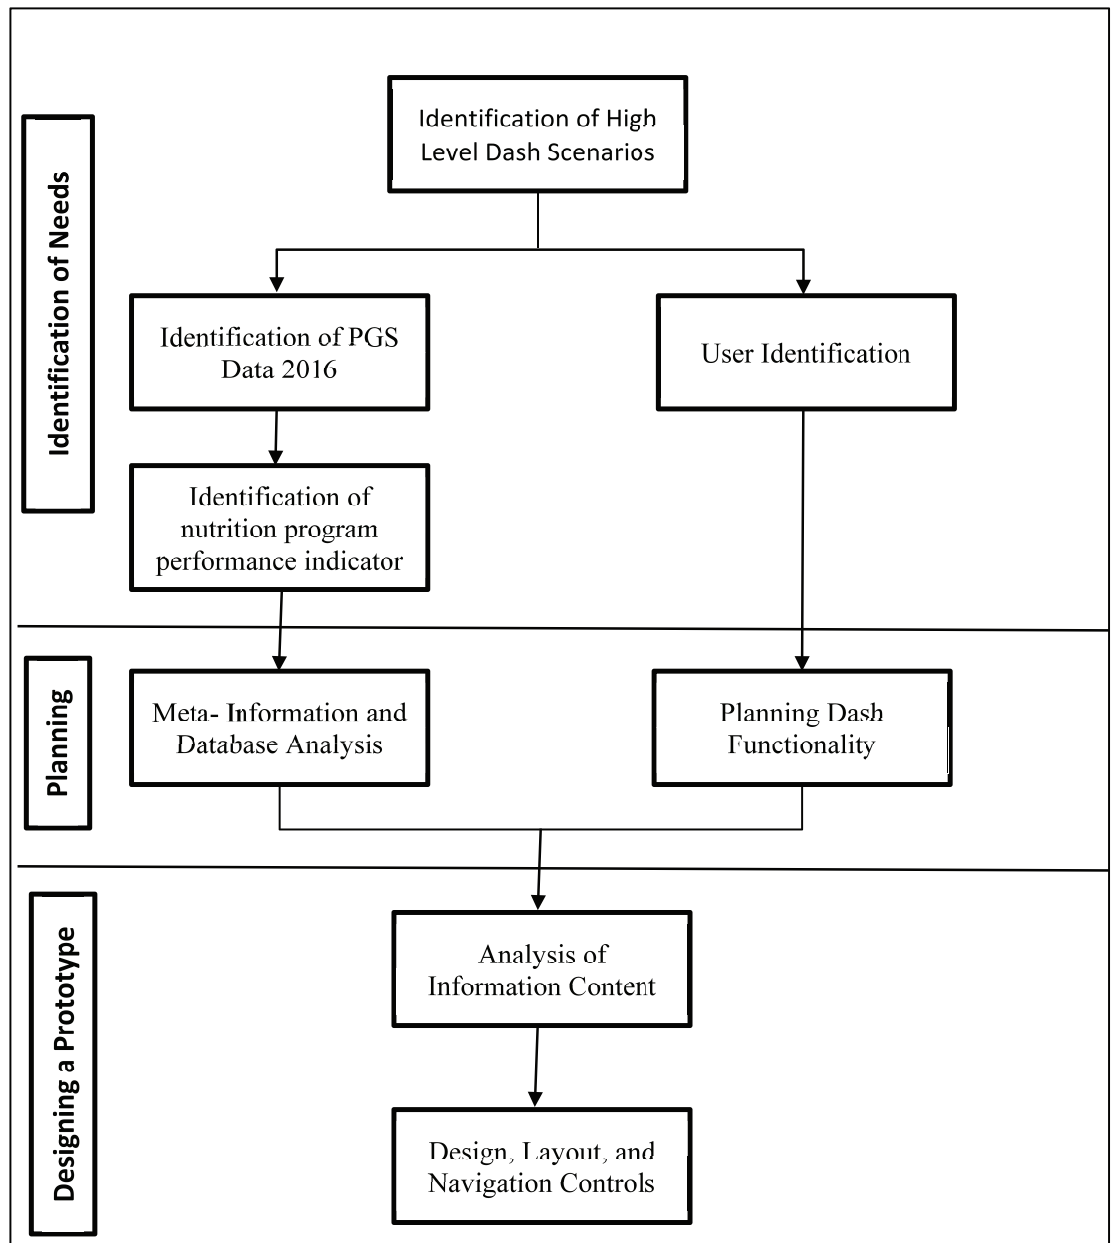 Identification of Needs
Identification of High
Level Dash Scenarios
Identification of PGS
Data 2016
User Identification
Identification of
nutrition program
performance indicator
Planning
Meta- Information and
Database Analysis
Planning Dash
Functionality
Designing a Prototype
Analysis of
Information Content
Design, Layout, and
Navigation Controls